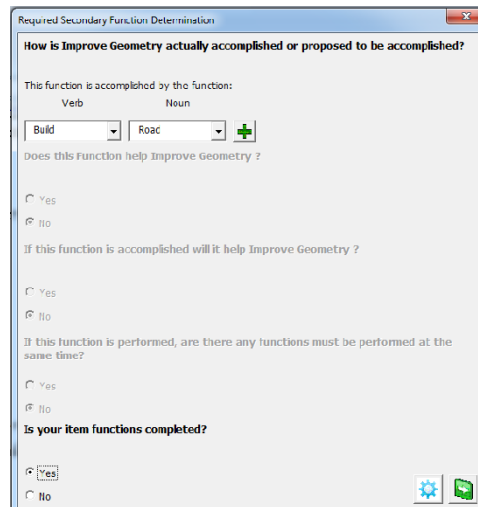 Required Secondary Function Determination
How is Improve Geometry actually accomplished or proposed to be accomplished?
This function is accomplished by the function:
Verb Noun
Build Road
Does this Function help Improve Geometry ?
Yes
No
If this function is accomplished will it help Improve Geometry ?
Yes
No
If this function is performed, are there any functions must be performed at the
same time?
Yes
No
Is your item functions completed?
Yes
No